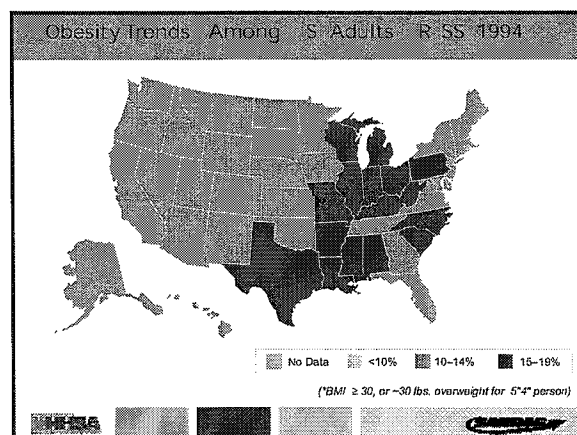 Obesity Trends Among S Adults R SS 1994
No Data <10% 10–14% 15–19%
(*BMI ≥ 30, or ~30 lbs. overweight for 5'4" person)
HHSA